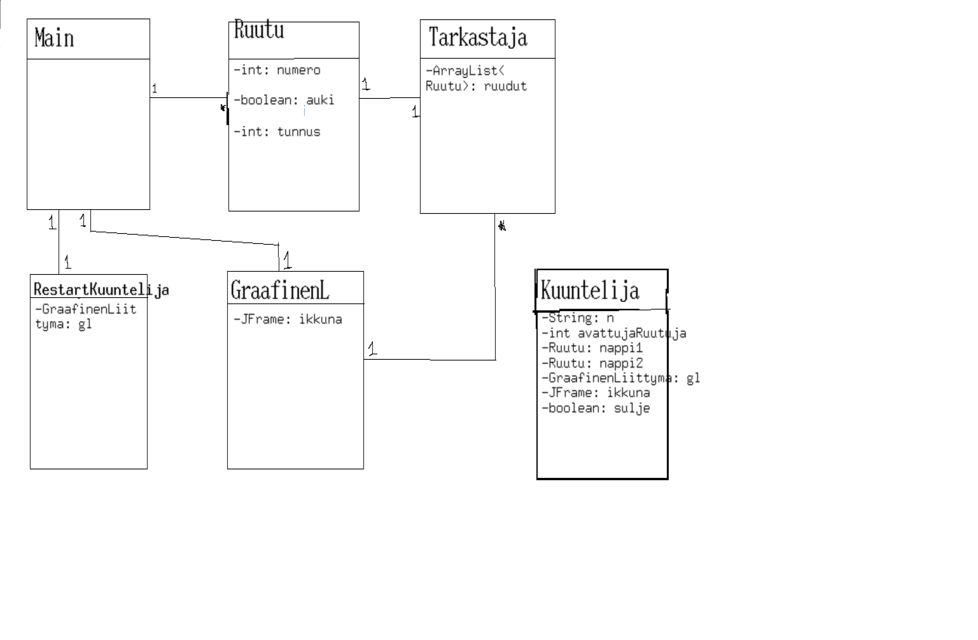 Main
Ruutu
-int: numero
-boolean: auki
-int: tunnus
Tarkastaja
-ArrayList<
Ruutu>: ruudut
1
*
1
1
1
1
*
1
1
1
RestartKuuntelija
-GraafinenLiit
tyma: gl
GraafinenL
-JFrame: ikkuna
Kuuntelija
-String: n
-int avattujaRuutuja
-Ruutu: nappi1
-Ruutu: nappi2
-GraafinenLiittyma: gl
-JFrame: ikkuna
-boolean: sulje